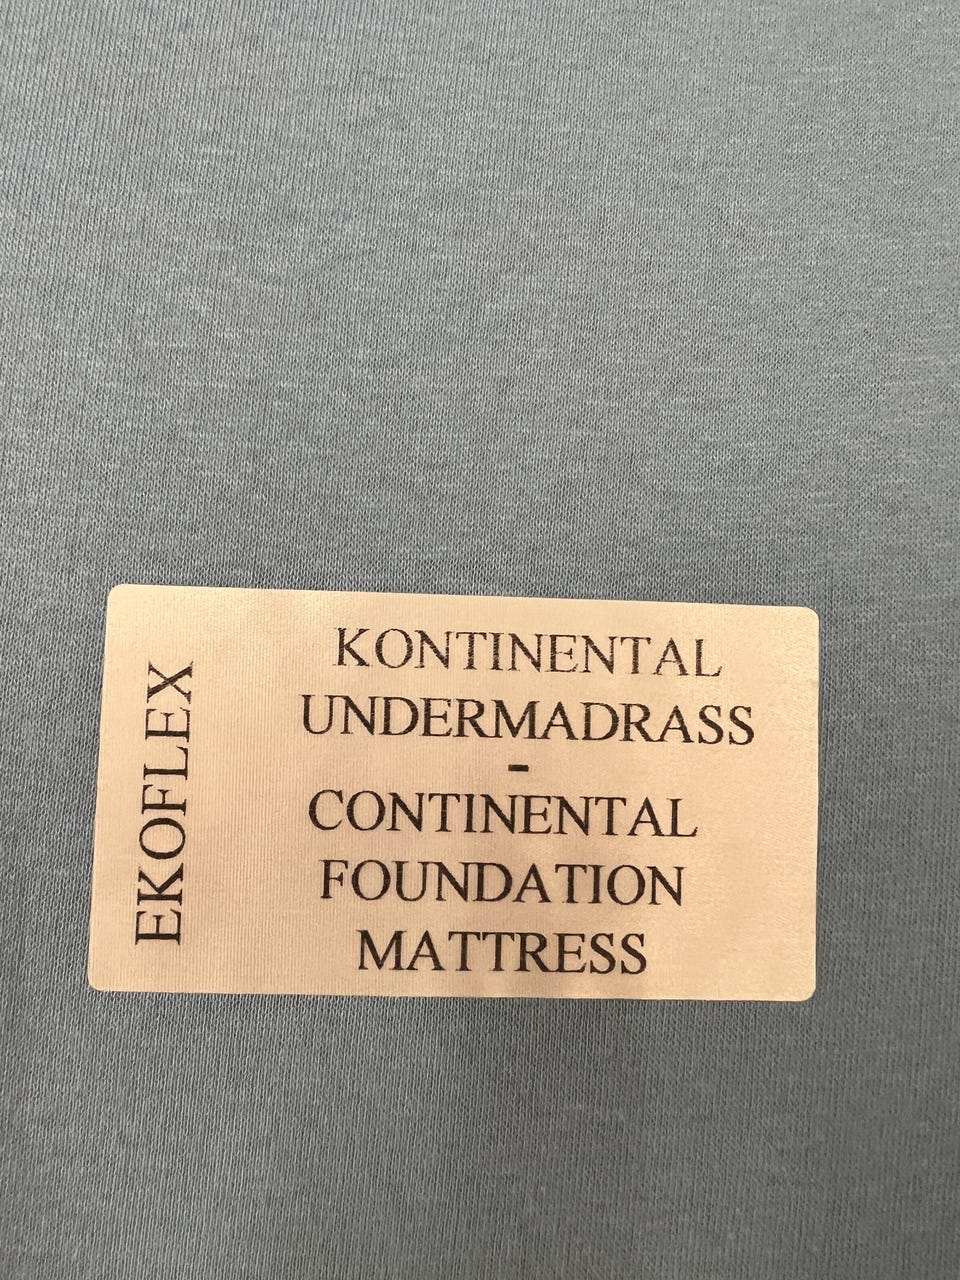 EKOFLEX
KONTINENTAL
UNDERMADRASS
-
CONTINENTAL
FOUNDATION
MATTRESS